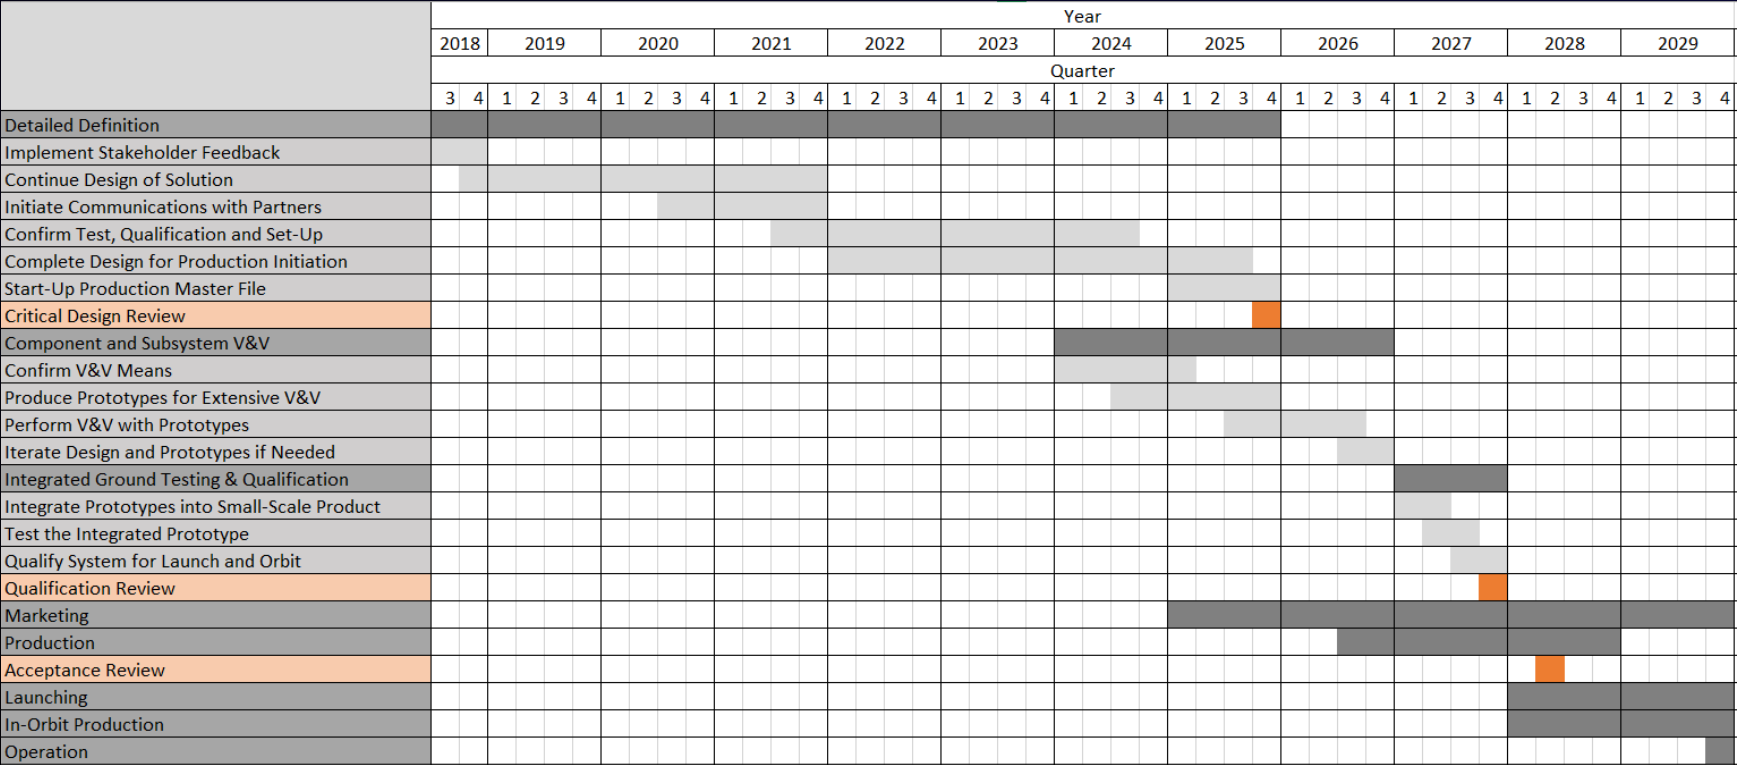 Year
2018 2019 2020 2021 2022 2023 2024 2025 2026 2027 2028 2029
Quarter
3 4 1 2 3 4 1 2 3 4 1 2 3 4 1 2 3 4 1 2 3 4 1 2 3 4 1 2 3 4 1 2 3 4 1 2 3 4 1 2 3 4 1 2 3 4
Detailed Definition
Implement Stakeholder Feedback
Continue Design of Solution
Initiate Communications with Partners
Confirm Test, Qualification and Set-Up
Complete Design for Production Initiation
Start-Up Production Master File
Critical Design Review
Component and Subsystem V&V
Confirm V&V Means
Produce Prototypes for Extensive V&V
Perform V&V with Prototypes
Iterate Design and Prototypes if Needed
Integrated Ground Testing & Qualification
Integrate Prototypes into Small-Scale Product
Test the Integrated Prototype
Qualify System for Launch and Orbit
Qualification Review
Marketing
Production
Acceptance Review
Launching
In-Orbit Production
Operation